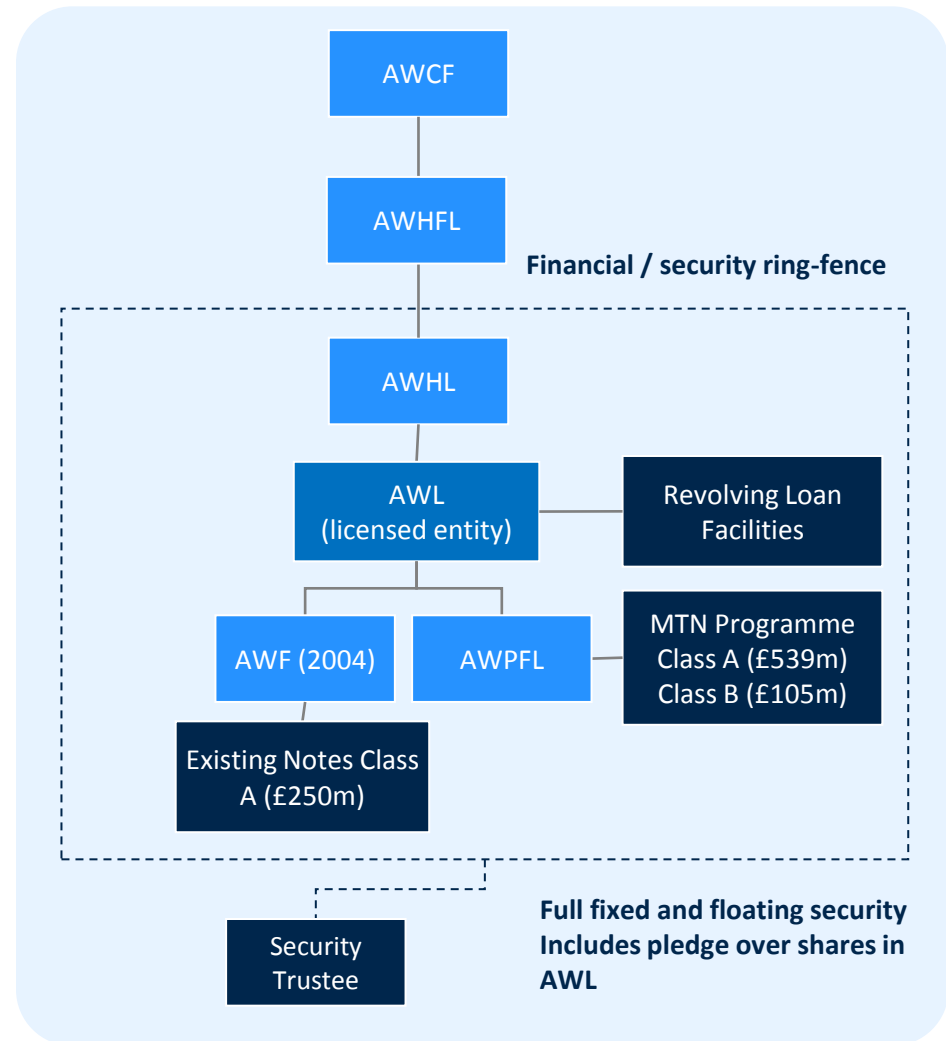 AWCF
AWHFL
Financial / security ring-fence
AWHL
AWL
(licensed entity)
Revolving Loan
Facilities
AWF (2004)
AWPFL
MTN Programme
Class A (£539m)
Class B (£105m)
Existing Notes Class
A (£250m)
Full fixed and floating security
Includes pledge over shares in
AWL
Security
Trustee